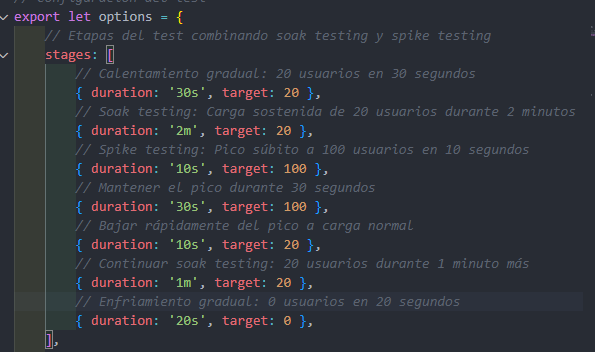 // Configuración del test
export let options = {
// Etapas del test combinando soak testing y spike testing
stages: [
// Calentamiento gradual: 20 usuarios en 30 segundos
{ duration: '30s', target: 20 },
// Soak testing: Carga sostenida de 20 usuarios durante 2 minutos
{ duration: '2m', target: 20 },
// Spike testing: Pico súbito a 100 usuarios en 10 segundos
{ duration: '10s', target: 100 },
// Mantener el pico durante 30 segundos
{ duration: '30s', target: 100 },
// Bajar rápidamente del pico a carga normal
{ duration: '10s', target: 20 },
// Continuar soak testing: 20 usuarios durante 1 minuto más
{ duration: '1m', target: 20 },
// Enfriamiento gradual: 0 usuarios en 20 segundos
{ duration: '20s', target: 0 },
],